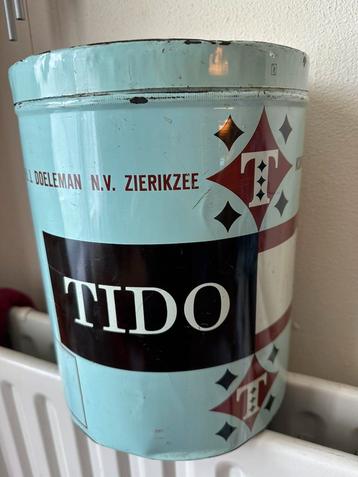 J. DOELEMAN N.V. ZIERIKZEE
T
TIDO
T